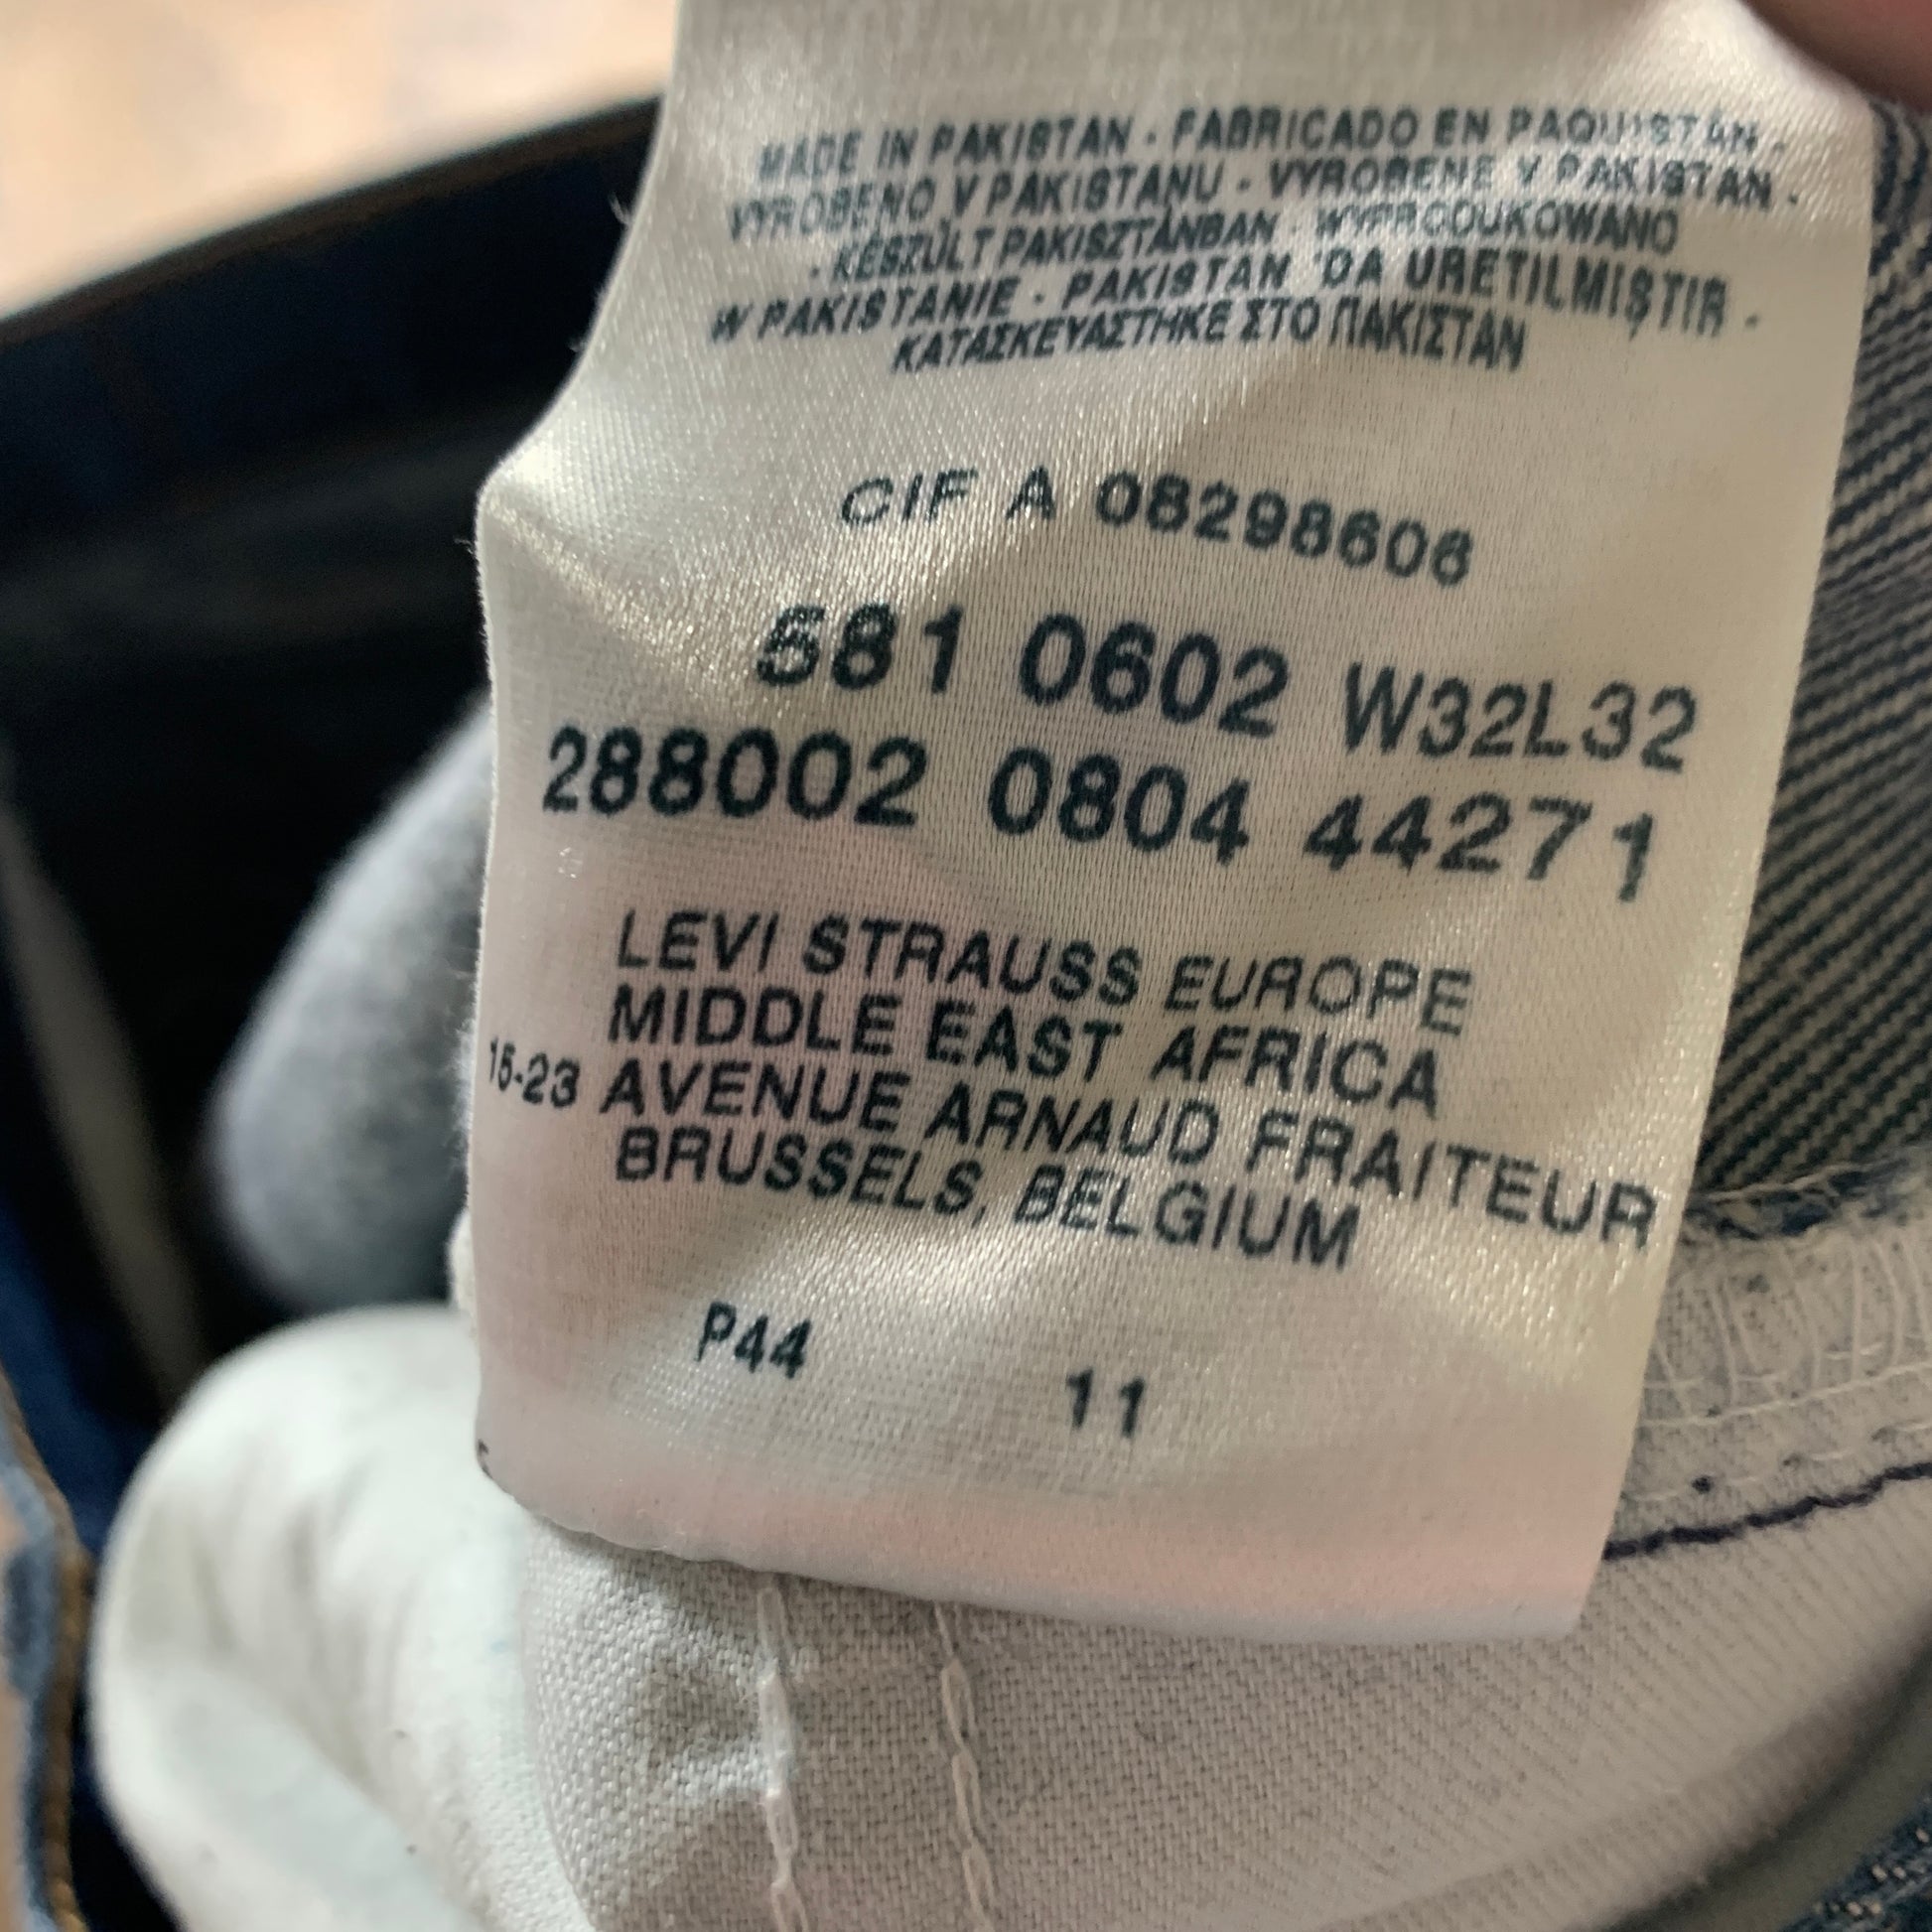 MADE IN PAKISTAN - FABRICADO EN PAQUISTÁN -
VYROBENO V PAKISTANU - VYROBENE V PAKISTAN -
- KÉSZÜLT PAKISZTÁNBAN - WYPRODUKOWANO
W PAKISTANIE - PAKISTAN 'DA URETILMIŞTIR -
ΚΑΤΑΣΚΕΥΑΣΤΗΚΕ ΣΤΟ ΠΑΚΙΣΤΑΝ
CIF A 08298606
581 0602 W32L32
288002 0804 44271
LEVI STRAUSS EUROPE
MIDDLE EAST AFRICA
15-23 AVENUE ARNAUD FRAITEUR
BRUSSELS, BELGIUM
P44 11